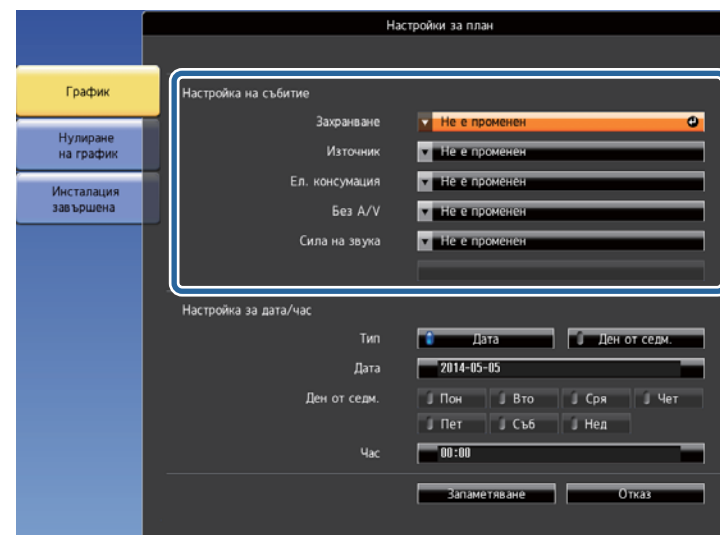 Настройки за план
График
Нулиране
на график
Инсталация
завършена
Настройка на събитие
Захранване Не е променен
Източник Не е променен
Ел. консумация Не е променен
Без A/V Не е променен
Сила на звука Не е променен
Настройка за дата/час
Тип Дата Ден от седм.
Дата 2014-05-05
Ден от седм. Пон Вто Сря Чет
Пет Съб Нед
Час 00:00
Запаметяване Отказ